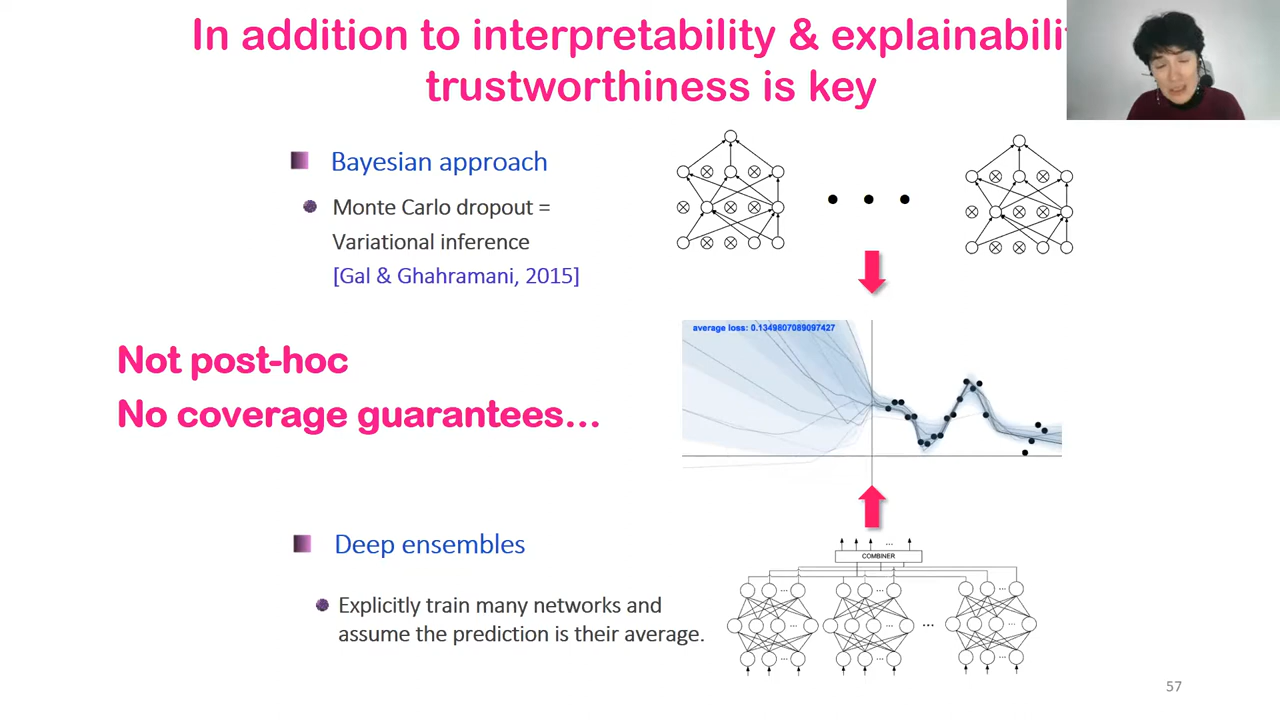 In addition to interpretability & explainabilit
trustworthiness is key
Bayesian approach
Monte Carlo dropout =
Variational inference
[Gal & Ghahramani, 2015]
average loss: 0.1349807089097427
Not post-hoc
No coverage guarantees…
Deep ensembles
COMBINER
Explicitly train many networks and
assume the prediction is their average.
57